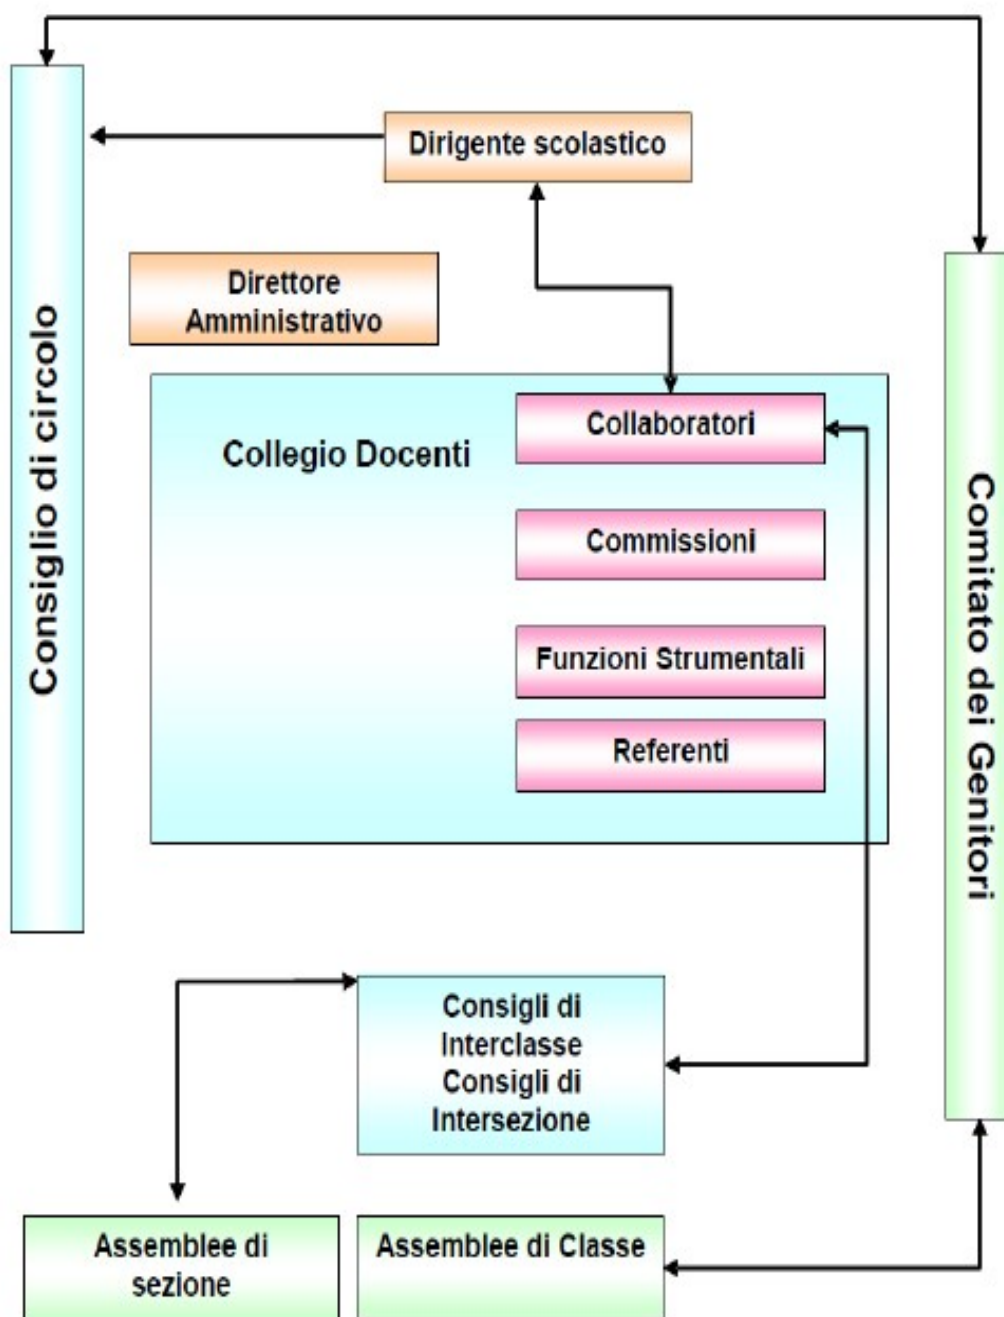 Dirigente scolastico
Direttore
Amministrativo
Consiglio di circolo
Collegio Docenti
Collaboratori
Commissioni
Funzioni Strumentali
Referenti
Comitato dei Genitori
Consigli di
Interclasse
Consigli di
Intersezione
Assemblee di
sezione
Assemblee di Classe